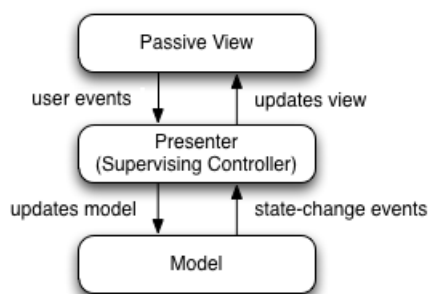 Passive View
user events
updates view
Presenter
(Supervising Controller)
updates model
state-change events
Model